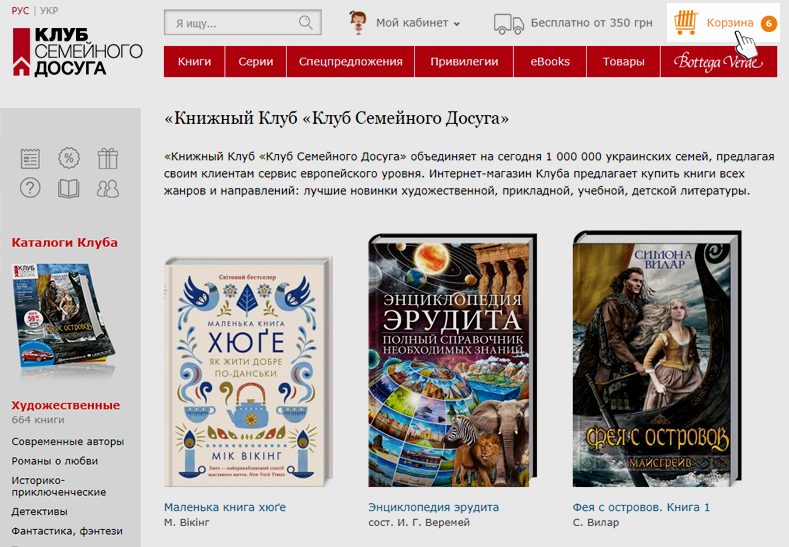 РУС | УКР
КЛУБ
СЕМЕЙНОГО
ДОСУГА
Я ищу...
Мой кабинет
Бесплатно от 350 грн
Корзина 6
Книги
Серии
Спецпредложения
Привилегии
eBooks
Товары
Bottega Verde
«Книжный Клуб «Клуб Семейного Досуга»
«Книжный Клуб «Клуб Семейного Досуга» объединяет на сегодня 1 000 000 украинских семей, предлагая
своим клиентам сервис европейского уровня. Интернет-магазин Клуба предлагает купить книги всех
жанров и направлений: лучшие новинки художественной, прикладной, учебной, детской литературы.
Каталоги Клуба
КЛУБ
ФЕЯ С ОСТРОВОВ
Художественные
664 книги
Современные авторы
Романы о любви
Историко-
приключенческие
Детективы
Фантастика, фэнтези
Світовий бестселер
МАЛЕНЬКА КНИГА
ХЮҐЕ
ЯК ЖИТИ ДОБРЕ
ПО-ДАНСЬКИ
МІК ВІКІНГ
Маленька книга хюґе
М. Вікінг
ЭНЦИКЛОПЕДИЯ
ЭРУДИТА
ПОЛНЫЙ СПРАВОЧНИК
НЕОБХОДИМЫХ ЗНАНИЙ
Энциклопедия эрудита
сост. И. Г. Веремей
СИМОНА
ВИЛАР
ФЕЯ С ОСТРОВОВ
МАЙСГРЕЙВ
Фея с островов. Книга 1
С. Вилар